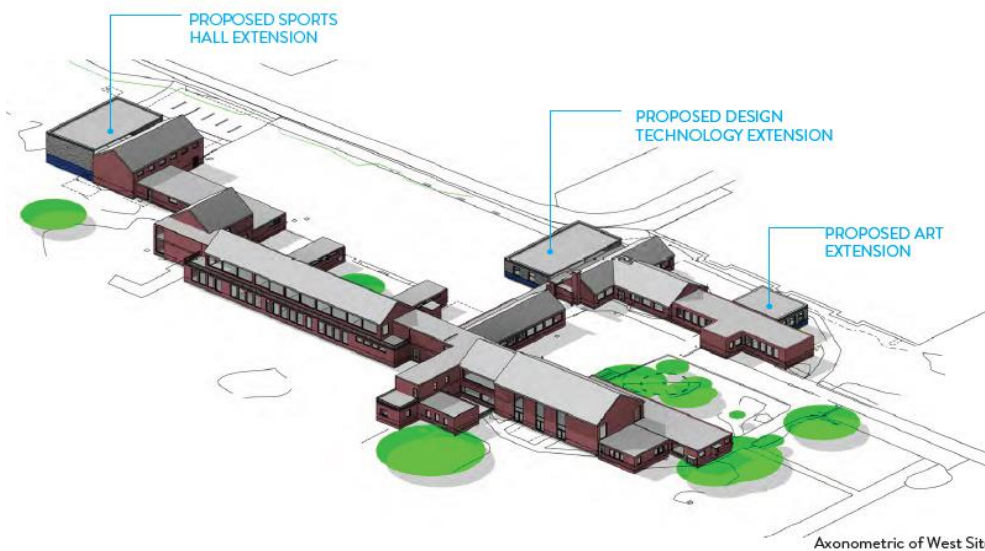 PROPOSED SPORTS
HALL EXTENSION
PROPOSED DESIGN
TECHNOLOGY EXTENSION
PROPOSED ART
EXTENSION
Axonometric of West Sit